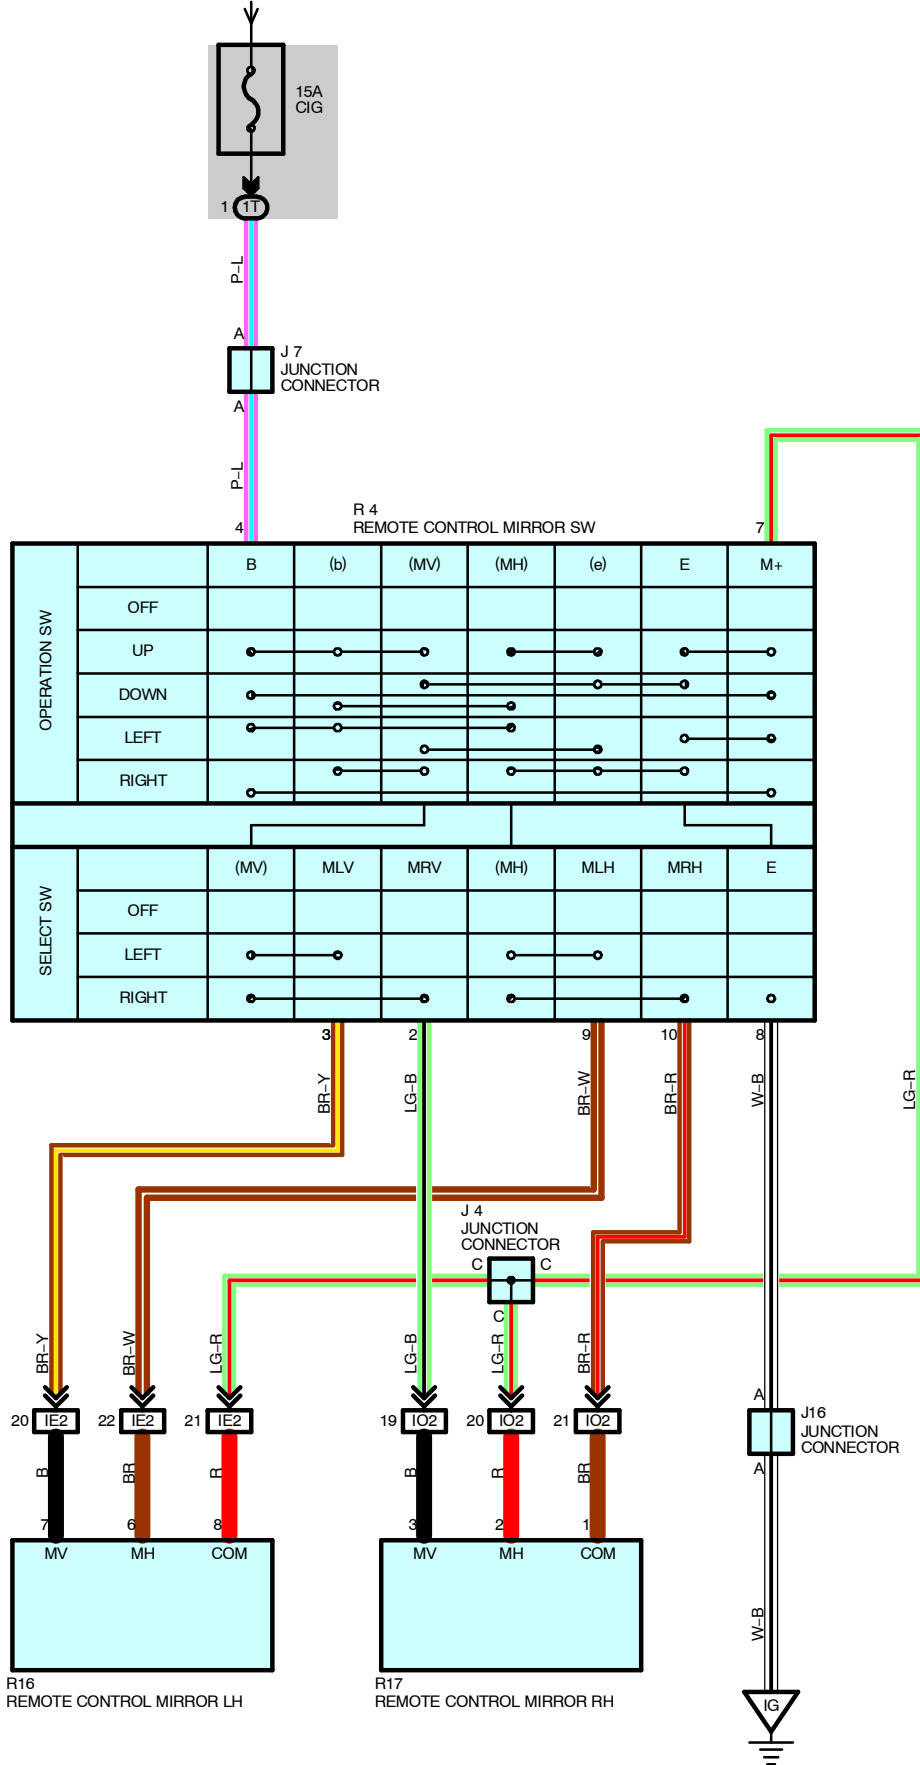 15A
CIG
1 1T
P-L
A
J 7
JUNCTION
CONNECTOR
A
P-L
R 4
REMOTE CONTROL MIRROR SW
4
7
OPERATION SW
B (b) (MV) (MH) (e) E M+
OFF
UP
DOWN
LEFT
RIGHT
SELECT SW
(MV) MLV MRV (MH) MLH MRH E
OFF
LEFT
RIGHT
3 2 9 10 8
BR-Y LG-B BR-W BR-R W-B LG-R
J 4
JUNCTION
CONNECTOR
C C
C
BR-Y BR-W LG-R LG-B LG-R BR-R
A
20 IE2 22 IE2 21 IE2 19 IO2 20 IO2 21 IO2
J16
JUNCTION
CONNECTOR
A
B BR R B R BR
7 6 8 3 2 1
MV MH COM MV MH COM
W-B
R16
REMOTE CONTROL MIRROR LH
R17
REMOTE CONTROL MIRROR RH
IG